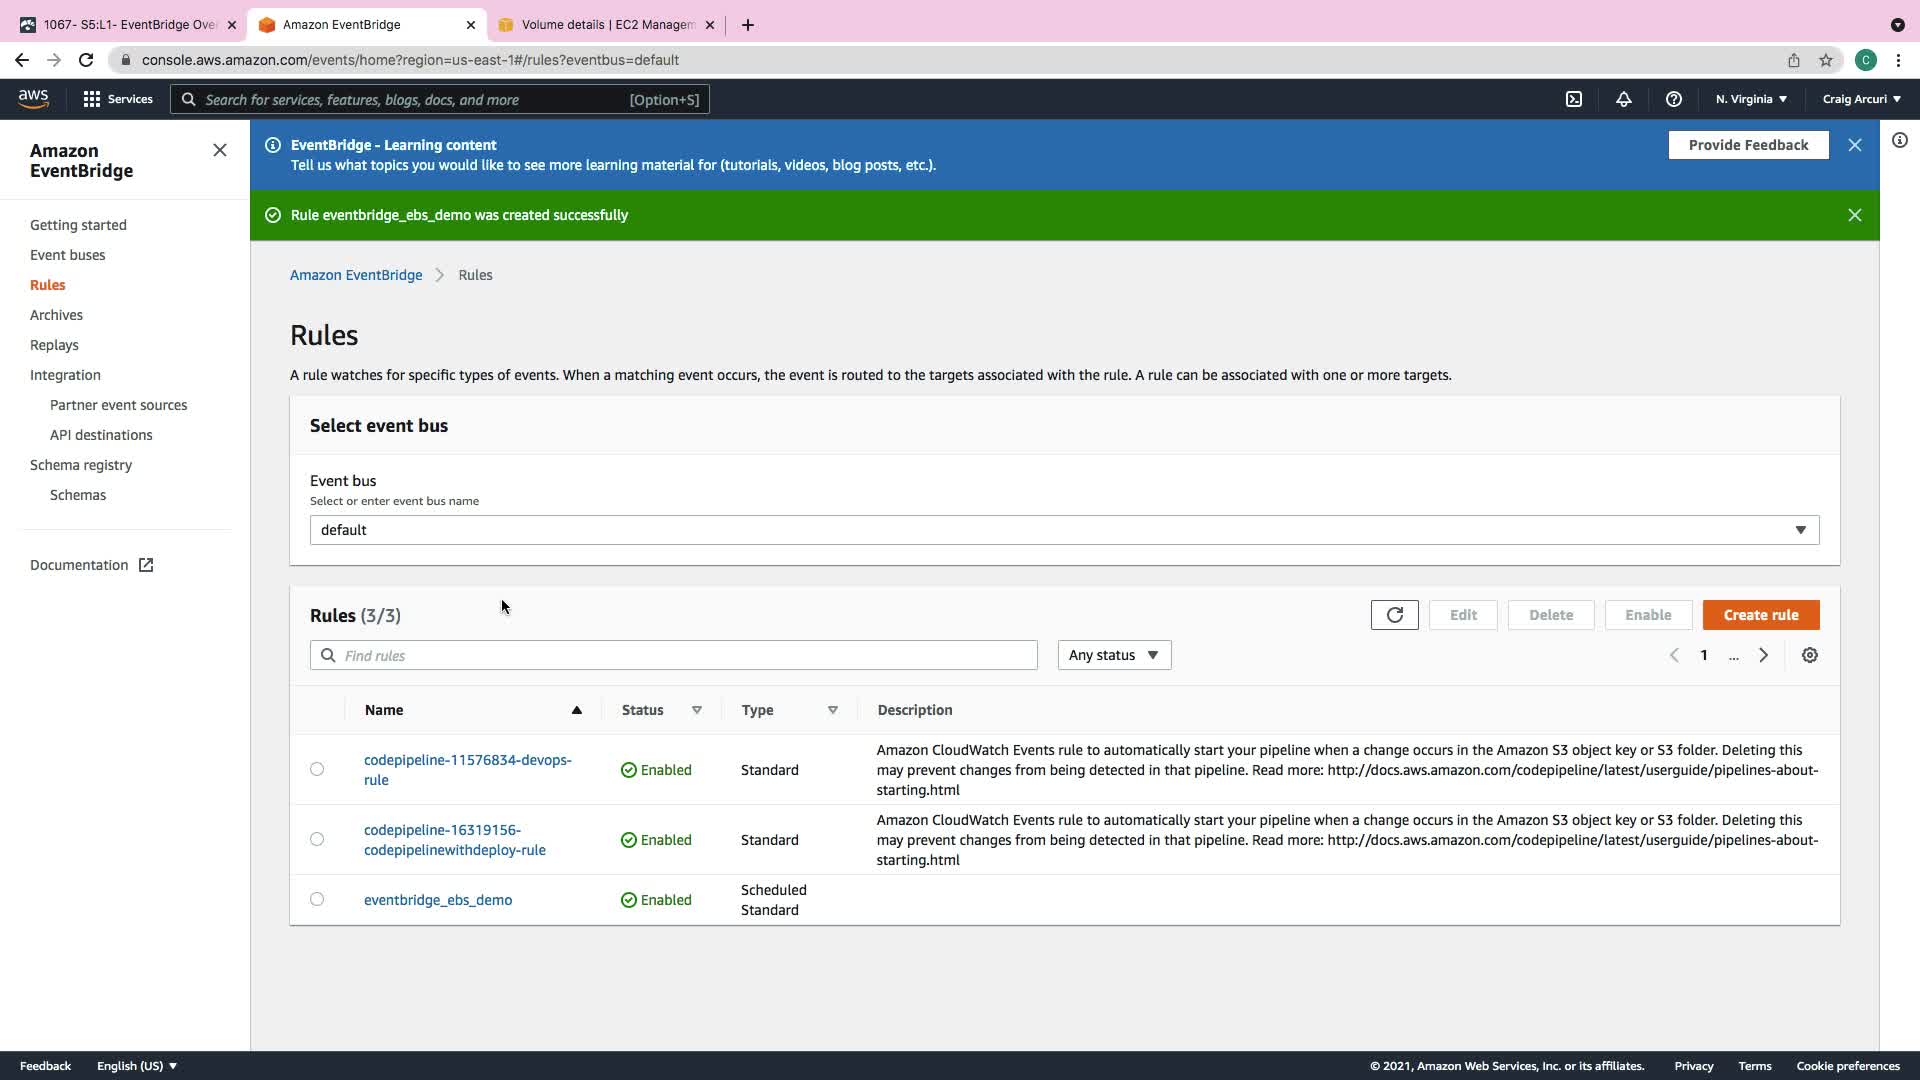 1067- S5:L1- EventBridge Over
Amazon EventBridge
Volume details | EC2 Managem
console.aws.amazon.com/events/home?region=us-east-1#/rules?eventbus=default
C
aws
Services
Search for services, features, blogs, docs, and more
[Option+S]
N. Virginia
Craig Arcuri
Amazon
EventBridge
Getting started
Event buses
Rules
Archives
Replays
Integration
Partner event sources
API destinations
Schema registry
Schemas
Documentation
EventBridge - Learning content
Tell us what topics you would like to see more learning material for (tutorials, videos, blog posts, etc.).
Provide Feedback
Rule eventbridge_ebs_demo was created successfully
Amazon EventBridge
Rules
Rules
A rule watches for specific types of events. When a matching event occurs, the event is routed to the targets associated with the rule. A rule can be associated with one or more targets.
Select event bus
Event bus
Select or enter event bus name
default
Rules (3/3)
Edit
Delete
Enable
Create rule
Find rules
Any status
1
...
Name
Status
Type
Description
codepipeline-11576834-devops-
rule
Enabled
Standard
Amazon CloudWatch Events rule to automatically start your pipeline when a change occurs in the Amazon S3 object key or S3 folder. Deleting this
may prevent changes from being detected in that pipeline. Read more: http://docs.aws.amazon.com/codepipeline/latest/userguide/pipelines-about-
starting.html
codepipeline-16319156-
codepipelinewithdeploy-rule
Enabled
Standard
Amazon CloudWatch Events rule to automatically start your pipeline when a change occurs in the Amazon S3 object key or S3 folder. Deleting this
may prevent changes from being detected in that pipeline. Read more: http://docs.aws.amazon.com/codepipeline/latest/userguide/pipelines-about-
starting.html
eventbridge_ebs_demo
Enabled
Scheduled
Standard
Feedback
English (US)
© 2021, Amazon Web Services, Inc. or its affiliates.
Privacy
Terms
Cookie preferences